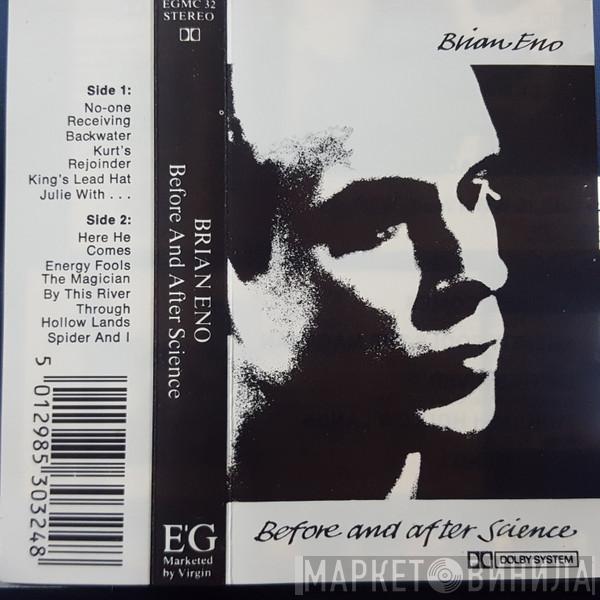 Side 1:
No-one
Receiving
Backwater
Kurt's
Rejoinder
King's Lead Hat
Julie With . . .
Side 2:
Here He
Comes
Energy Fools
The Magician
By This River
Through
Hollow Lands
Spider And I
5 012985 303248
EGMC 32
STEREO
BRIAN ENO
Before And After Science
E'G
Marketed
by Virgin
Brian Eno
Before and after Science
DOLBY SYSTEM
МАРКЕТ ВИНИЛА